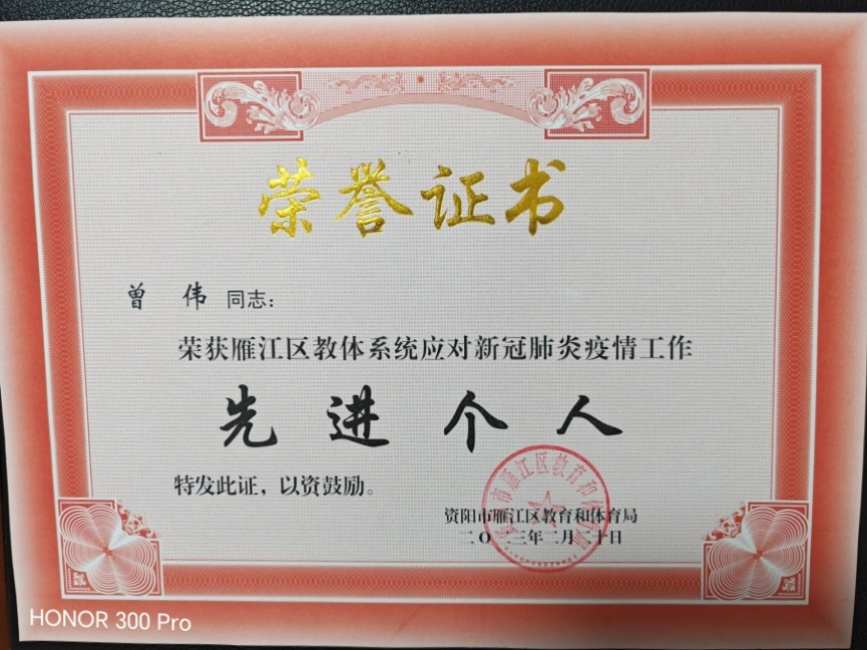 荣誉证书
曾 伟 同志：
荣获雁江区教体系统应对新冠肺炎疫情工作
先进个人
特发此证，以资鼓励。
资阳市雁江区教育和体育局
二〇二三年二月二十日
HONOR 300 Pro